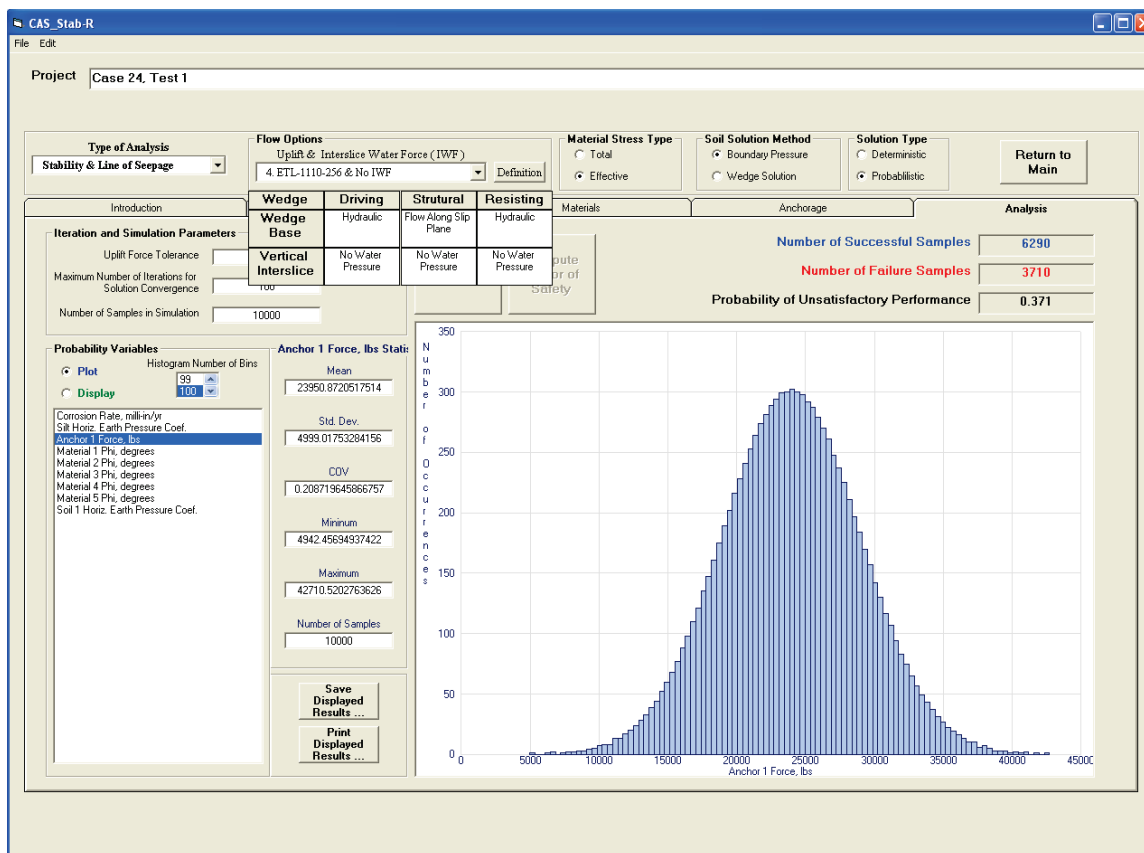 CAS_Stab-R
File Edit
Project Case 24, Test 1
Type of Analysis
Stability & Line of Seepage
Flow Options
Uplift & Interslice Water Force ( IWF )
4. ETL-1110-256 & No IWF
Definition
Material Stress Type
Total
Effective
Soil Solution Method
Boundary Pressure
Wedge Solution
Solution Type
Deterministic
Probablilistic
Return to
Main
Introduction
Materials
Anchorage
Analysis
Wedge Driving Strutural Resisting
Wedge
Base
Hydraulic
Flow Along Slip
Plane
Hydraulic
Vertical
Interslice
No Water
Pressure
No Water
Pressure
No Water
Pressure
Iteration and Simulation Parameters
Uplift Force Tolerance
Maximum Number of Iterations for
Solution Convergence
100
Number of Samples in Simulation 10000
pute
or of
Safety
Number of Successful Samples 6290
Number of Failure Samples 3710
Probability of Unsatisfactory Performance 0.371
Probability Variables
Plot
Display
Histogram Number of Bins
99
100
Corrosion Rate, milli-in/yr
Silt Horiz. Earth Pressure Coef.
Anchor 1 Force, lbs
Material 1 Phi, degrees
Material 2 Phi, degrees
Material 3 Phi, degrees
Material 4 Phi, degrees
Material 5 Phi, degrees
Soil 1 Horiz. Earth Pressure Coef.
Anchor 1 Force, lbs Stati
Mean
23950.8720517514
Std. Dev.
4999.01753284156
COV
0.208719645866757
Mininum
4942.45694937422
Maximum
42710.5202763626
Number of Samples
10000
Save
Displayed
Results ...
Print
Displayed
Results ...
Number of Occurrences
350
300
250
200
150
100
50
0
0 5000 10000 15000 20000 25000 30000 35000 40000 45000
Anchor 1 Force, lbs